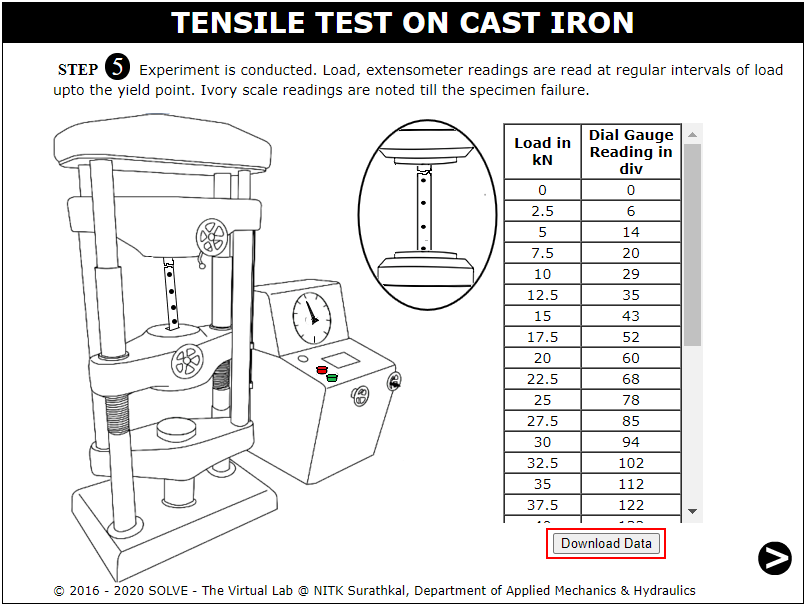 TENSILE TEST ON CAST IRON
STEP 5 Experiment is conducted. Load, extensometer readings are read at regular intervals of load
upto the yield point. Ivory scale readings are noted till the specimen failure.
Load in kN Dial Gauge Reading in div
0 0
2.5 6
5 14
7.5 20
10 29
12.5 35
15 43
17.5 52
20 60
22.5 68
25 78
27.5 85
30 94
32.5 102
35 112
37.5 122
Download Data
© 2016 - 2020 SOLVE - The Virtual Lab @ NITK Surathkal, Department of Applied Mechanics & Hydraulics